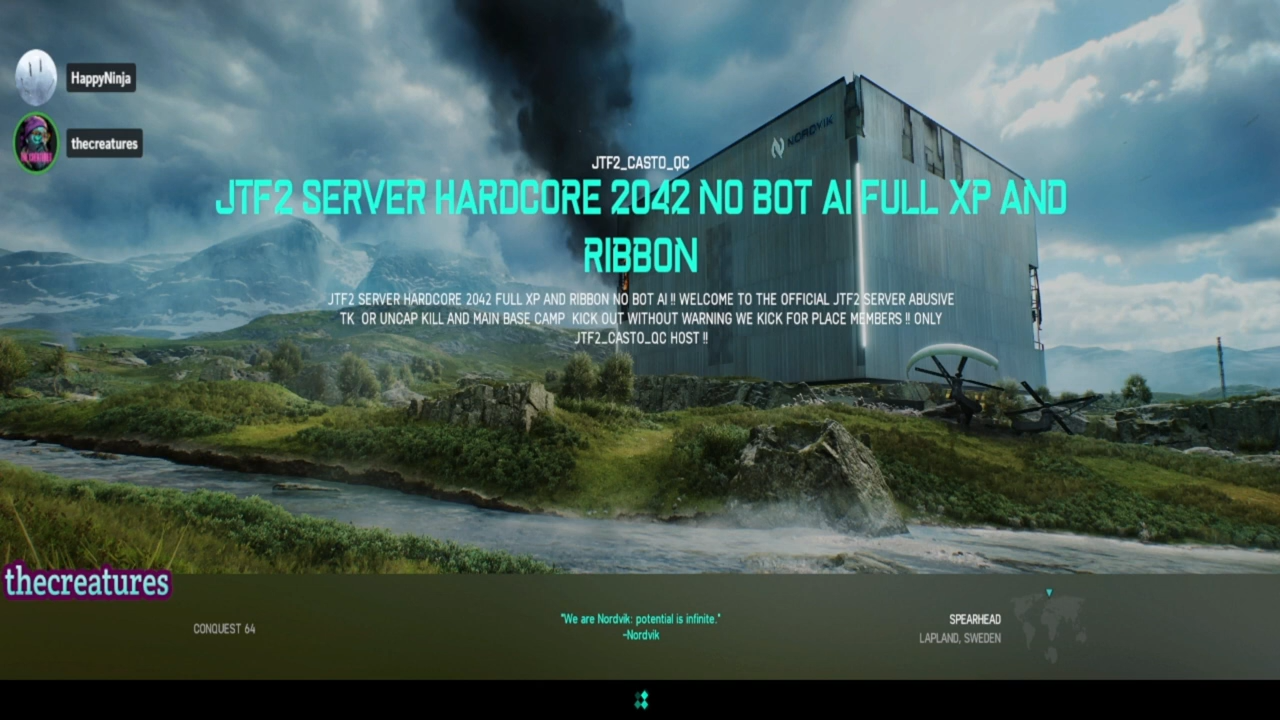 HappyNinja
thecreatures
NORDVIK
JTF2_CASTO_QC
JTF2 SERVER HARDCORE 2042 NO BOT AI FULL XP AND
RIBBON
JTF2 SERVER HARDCORE 2042 FULL XP AND RIBBON NO BOT AI !! WELCOME TO THE OFFICIAL JTF2 SERVER ABUSIVE
TK OR UNCAP KILL AND MAIN BASE CAMP KICK OUT WITHOUT WARNING WE KICK FOR PLACE MEMBERS !! ONLY
JTF2_CASTO_QC HOST !!
thecreatures
CONQUEST 64
"We are Nordvik: potential is infinite."
-Nordvik
SPEARHEAD
LAPLAND, SWEDEN